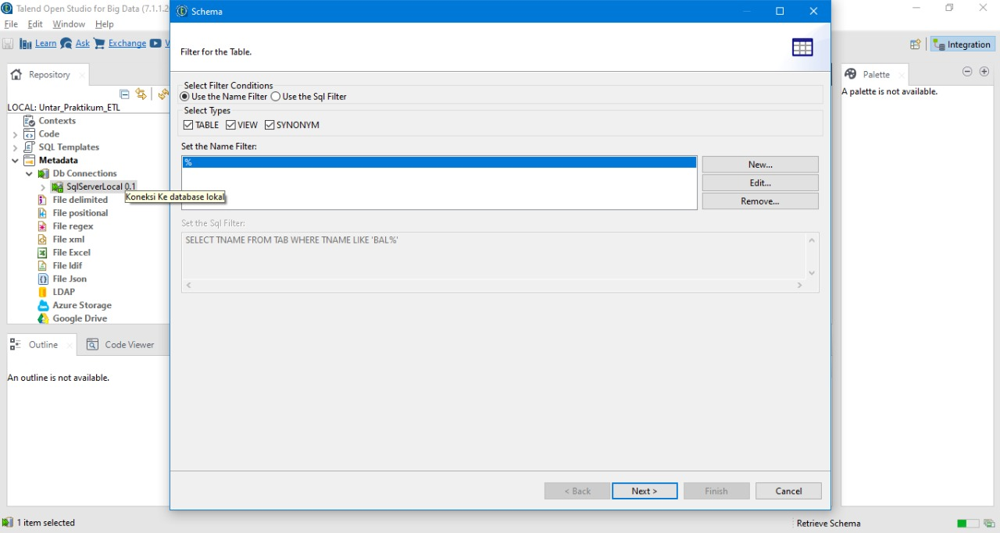 Talend Open Studio for Big Data (7.1.1.2
Schema
File Edit Window Help
Learn Ask Exchange
Integration
Filter for the Table.
Repository
Palette
A palette is not available.
LOCAL: Untar_Praktikum_ETL
Contexts
Code
SQL Templates
Metadata
Db Connections
SqlServerLocal 0.1
Koneksi Ke database lokal
File delimited
File positional
File regex
File xml
File Excel
File ldif
File Json
LDAP
Azure Storage
Google Drive
Select Filter Conditions
Use the Name Filter Use the Sql Filter
Select Types
TABLE VIEW SYNONYM
Set the Name Filter:
%
New...
Edit...
Remove...
Set the Sql Filter:
SELECT TNAME FROM TAB WHERE TNAME LIKE 'BAL%'
Outline Code Viewer
An outline is not available.
< Back Next > Finish Cancel
1 item selected
Retrieve Schema